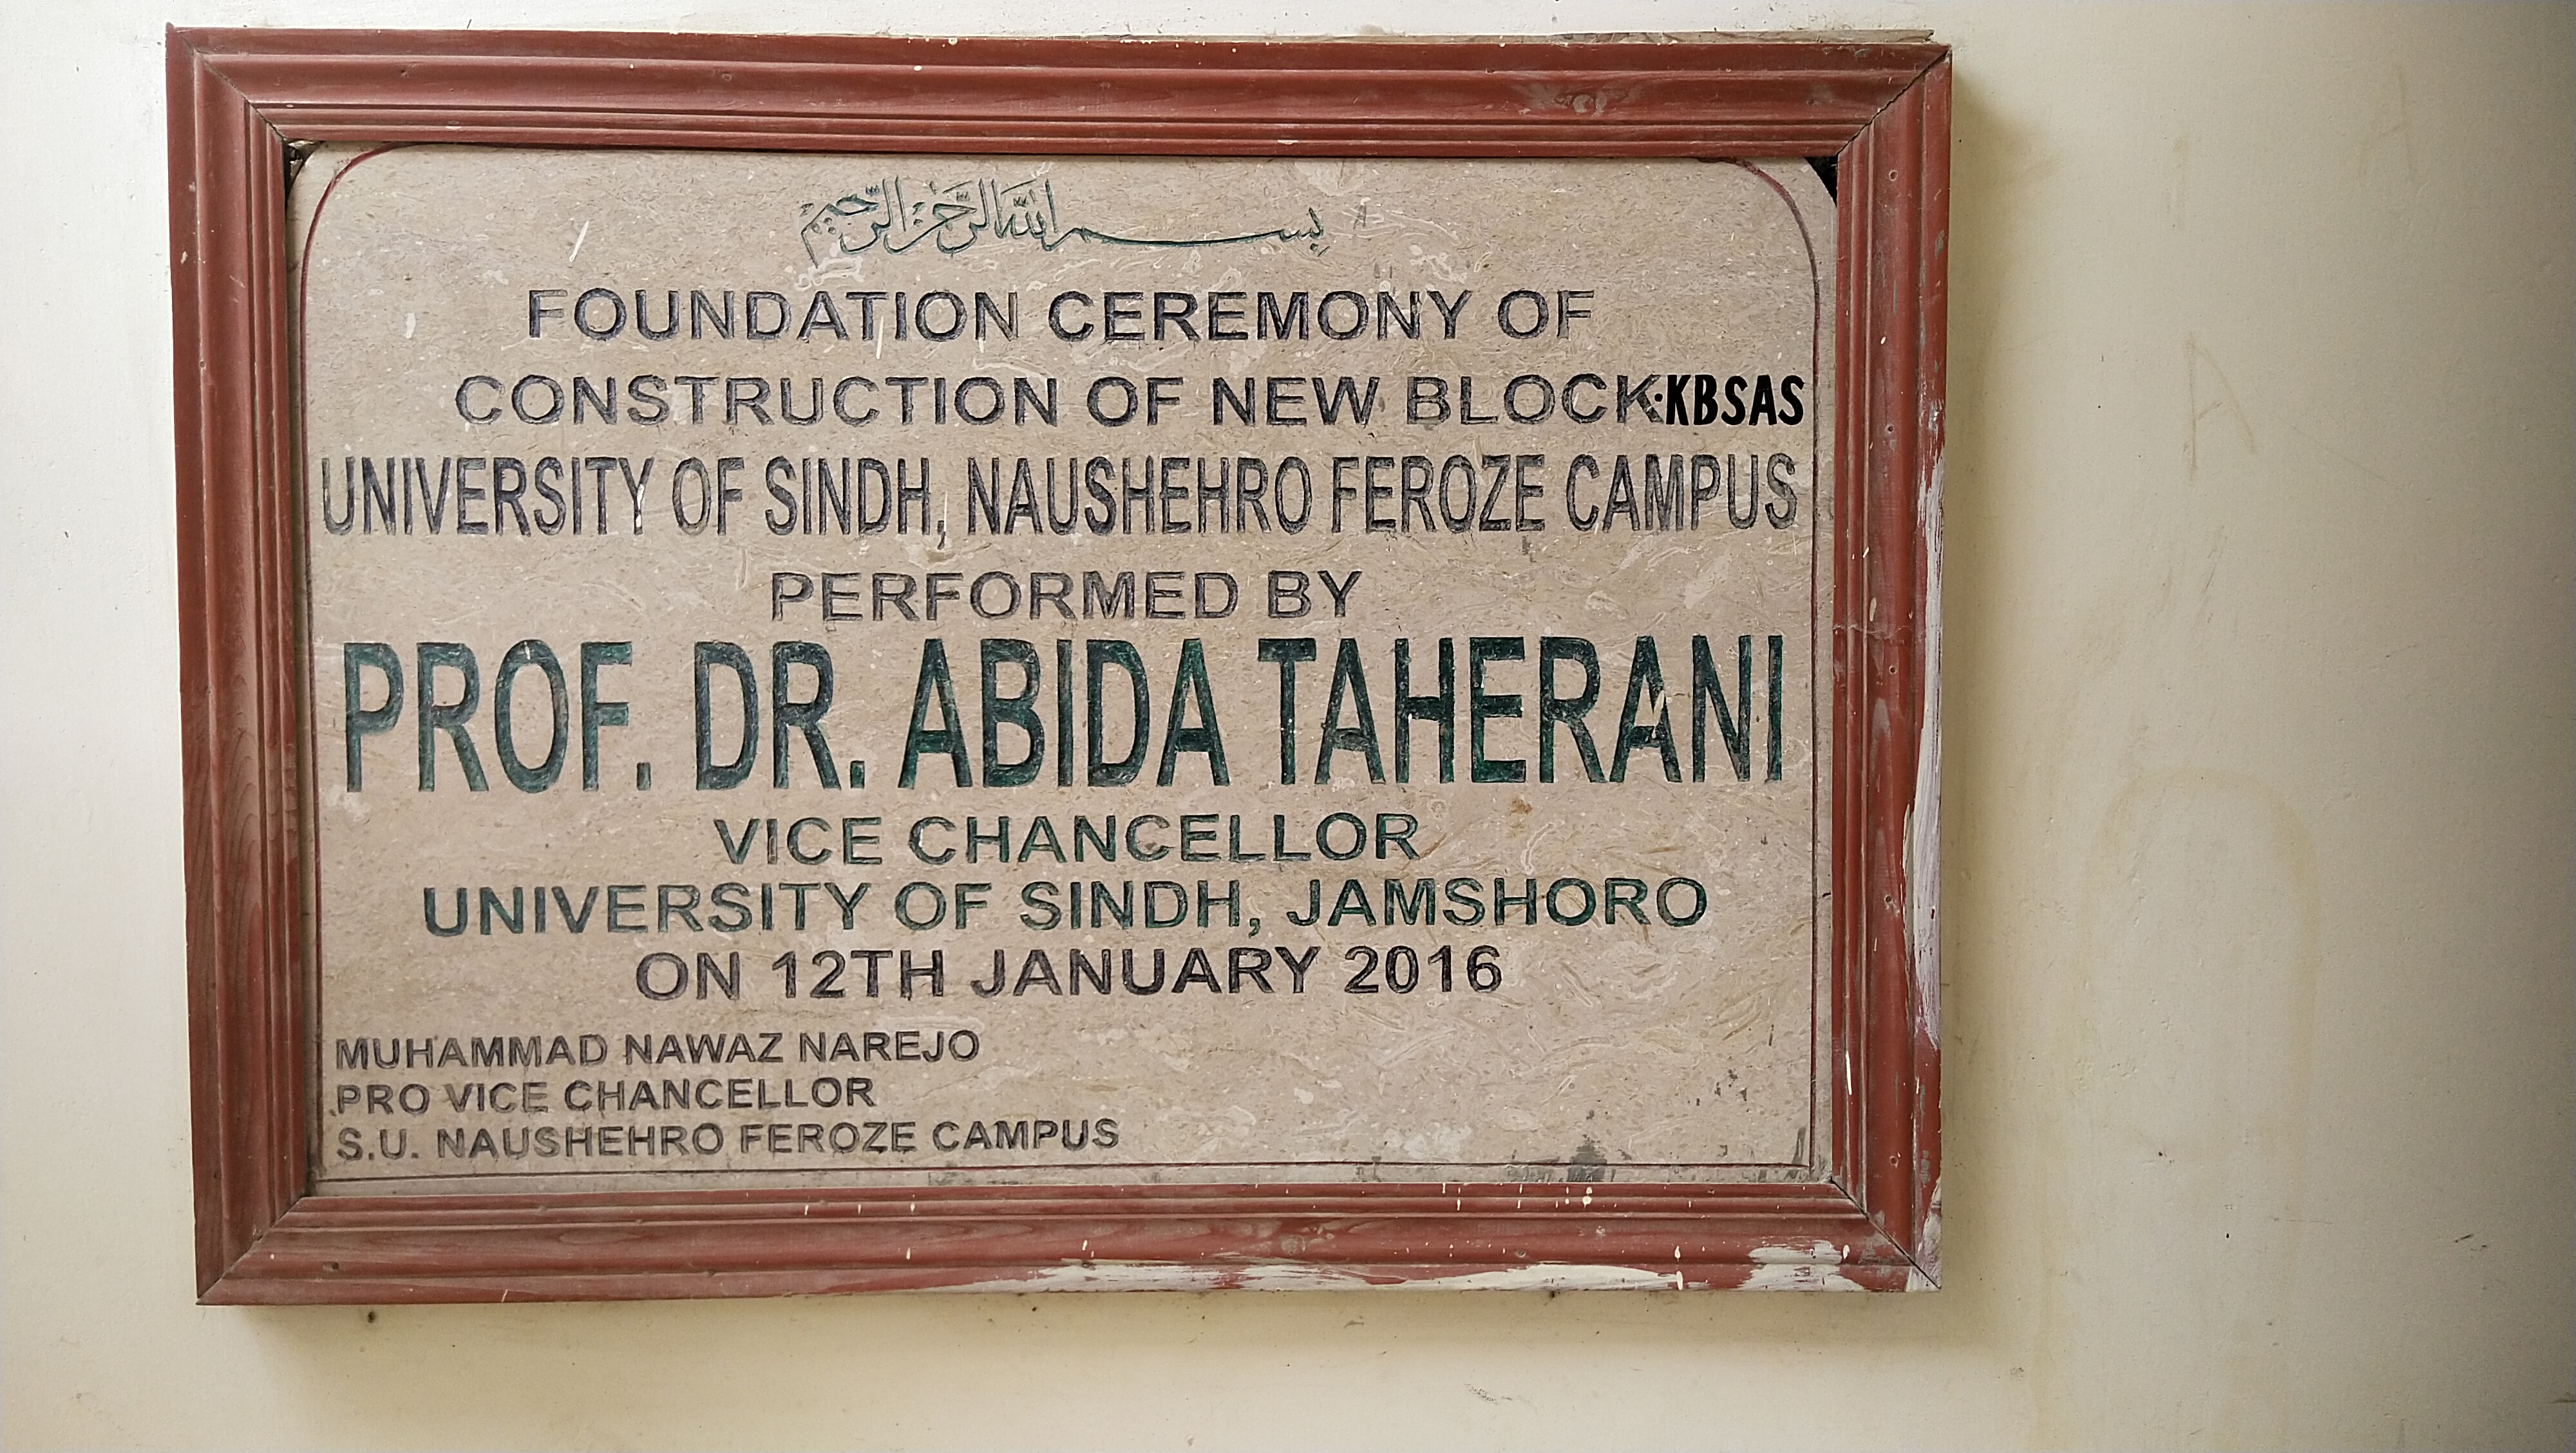 بسم الله الرحمن الرحيم
FOUNDATION CEREMONY OF
CONSTRUCTION OF NEW BLOCK·KBSAS
UNIVERSITY OF SINDH, NAUSHEHRO FEROZE CAMPUS
PERFORMED BY
PROF. DR. ABIDA TAHERANI
VICE CHANCELLOR
UNIVERSITY OF SINDH, JAMSHORO
ON 12TH JANUARY 2016
MUHAMMAD NAWAZ NAREJO
PRO VICE CHANCELLOR
S.U. NAUSHEHRO FEROZE CAMPUS